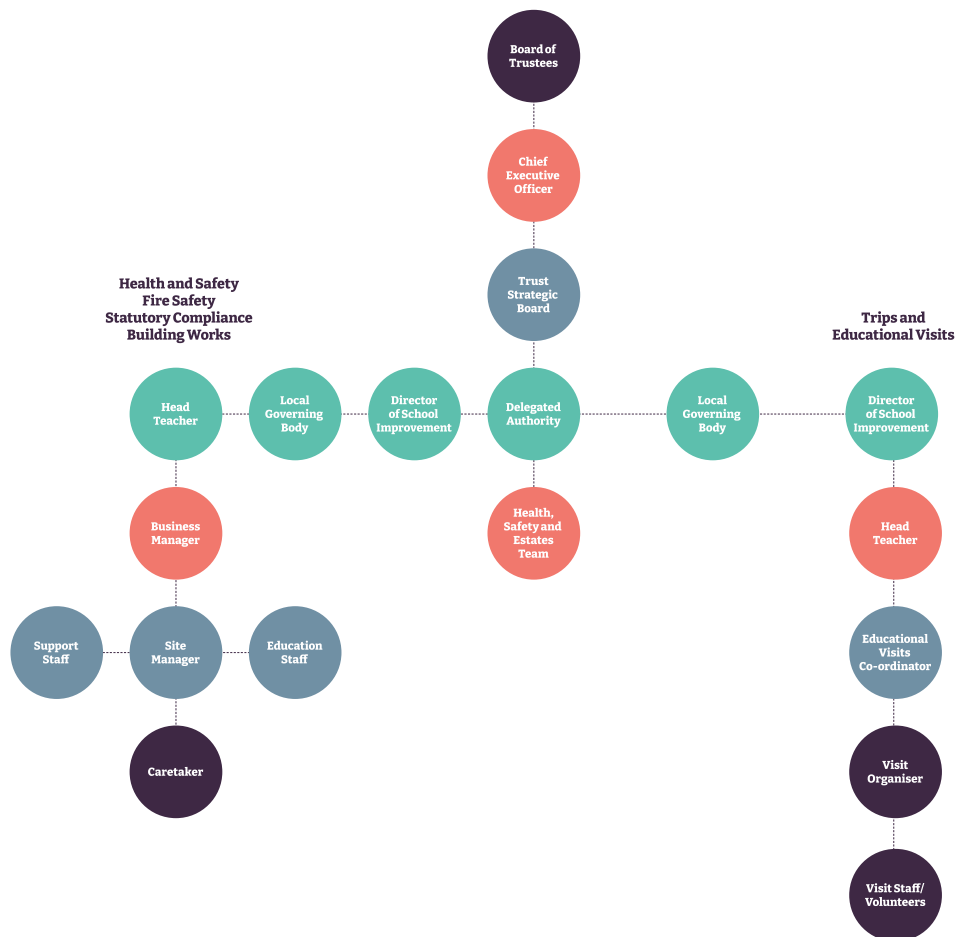 Board of
Trustees
Chief
Executive
Officer
Trust
Strategic
Board
Health and Safety
Fire Safety
Statutory Compliance
Building Works
Trips and
Educational Visits
Head
Teacher
Local
Governing
Body
Director
of School
Improvement
Delegated
Authority
Local
Governing
Body
Director
of School
Improvement
Business
Manager
Health,
Safety and
Estates
Team
Head
Teacher
Support
Staff
Site
Manager
Education
Staff
Educational
Visits
Co-ordinator
Caretaker
Visit
Organiser
Visit Staff/
Volunteers